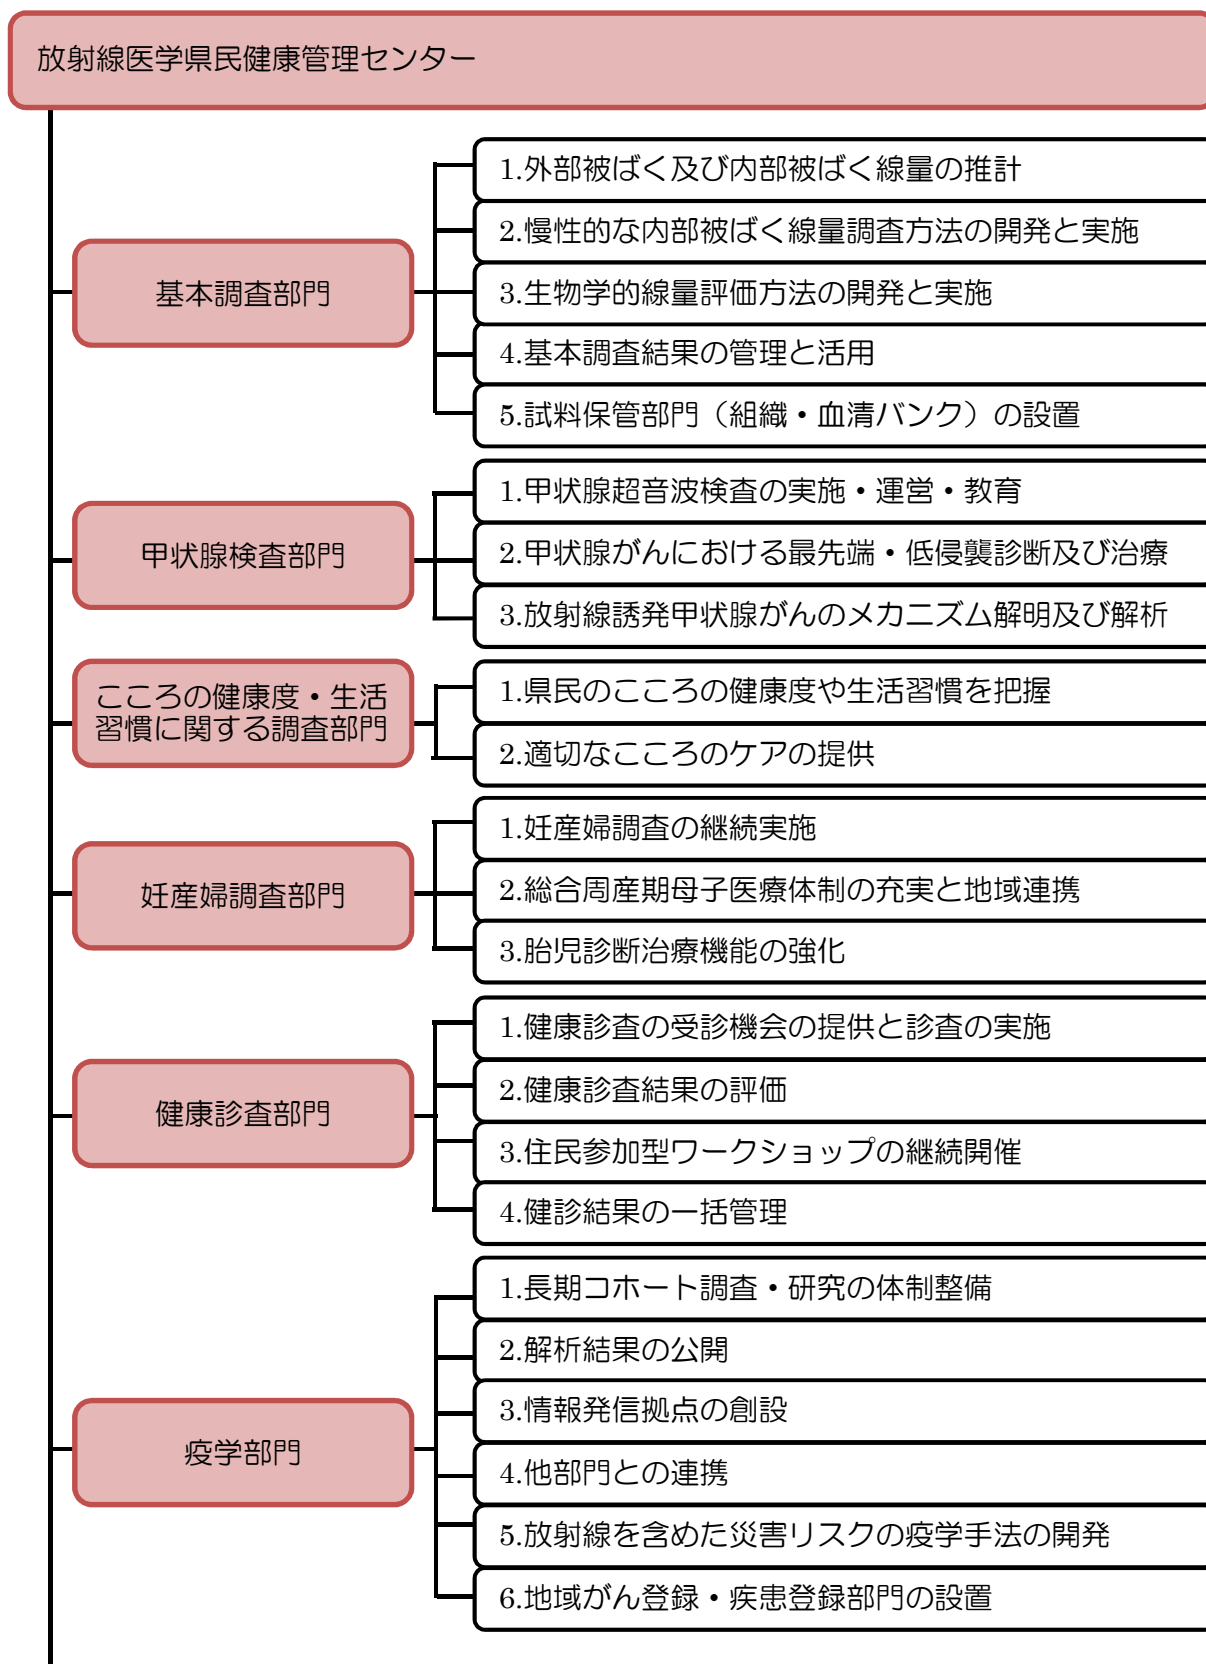 放射線医学県民健康管理センター
基本調査部門
1.外部被ばく及び内部被ばく線量の推計
2.慢性的な内部被ばく線量調査方法の開発と実施
3.生物学的線量評価方法の開発と実施
4.基本調査結果の管理と活用
5.試料保管部門（組織・血清バンク）の設置
甲状腺検査部門
1.甲状腺超音波検査の実施・運営・教育
2.甲状腺がんにおける最先端・低侵襲診断及び治療
3.放射線誘発甲状腺がんのメカニズム解明及び解析
こころの健康度・生活
習慣に関する調査部門
1.県民のこころの健康度や生活習慣を把握
2.適切なこころのケアの提供
妊産婦調査部門
1.妊産婦調査の継続実施
2.総合周産期母子医療体制の充実と地域連携
3.胎児診断治療機能の強化
健康診査部門
1.健康診査の受診機会の提供と診査の実施
2.健康診査結果の評価
3.住民参加型ワークショップの継続開催
4.健診結果の一括管理
疫学部門
1.長期コホート調査・研究の体制整備
2.解析結果の公開
3.情報発信拠点の創設
4.他部門との連携
5.放射線を含めた災害リスクの疫学手法の開発
6.地域がん登録・疾患登録部門の設置